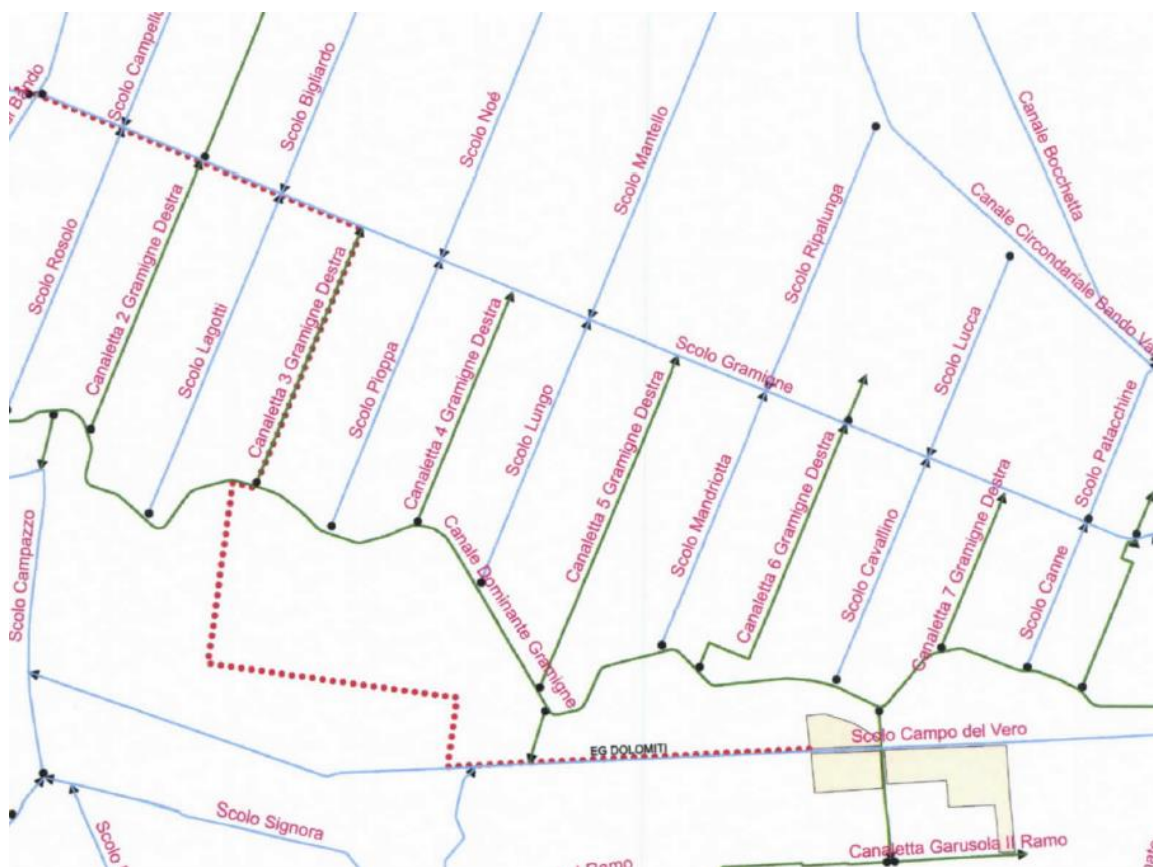 Bando
Scolo Campello
Scolo Bigliardo
Scolo Noé
Scolo Mantello
Scolo Ripalunga
Canale Bocchetta
Canale Circondariale Bando Va
Scolo Rosolo
Canaletta 2 Gramigne Destra
Scolo Lagotti
Canaletta 3 Gramigne Destra
Scolo Pioppa
Canaletta 4 Gramigne Destra
Scolo Lungo
Scolo Gramigne
Scolo Lucca
Scolo Patacchine
Canaletta 5 Gramigne Destra
Scolo Mandriotta
Canaletta 6 Gramigne Destra
Scolo Cavallino
Canaletta 7 Gramigne Destra
Scolo Canne
Scolo Campazzo
Canale Dominante Gramigne
EG DOLOMITI
Scolo Campo del Vero
Scolo Signora
Scolo
Canaletta Garusola II Ramo
Ramo